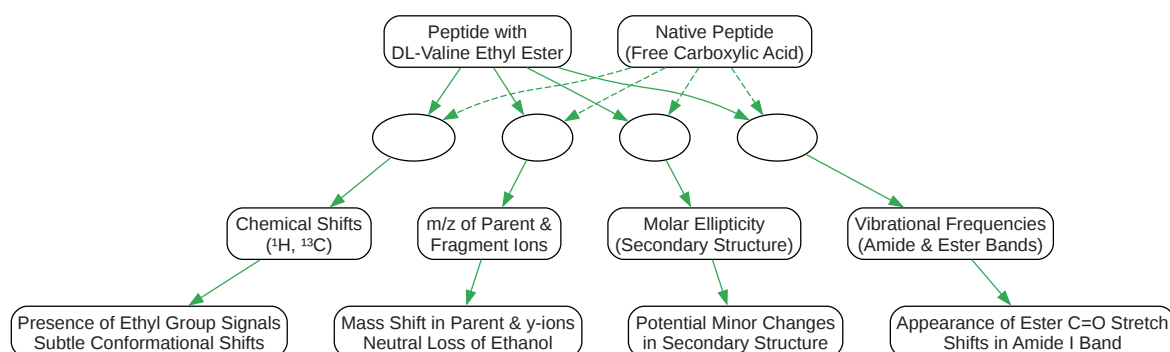 Peptide with
DL-Valine Ethyl Ester
Native Peptide
(Free Carboxylic Acid)
Chemical Shifts
(¹H, ¹³C)
m/z of Parent &
Fragment Ions
Molar Ellipticity
(Secondary Structure)
Vibrational Frequencies
(Amide & Ester Bands)
Presence of Ethyl Group Signals
Subtle Conformational Shifts
Mass Shift in Parent & y-ions
Neutral Loss of Ethanol
Potential Minor Changes
in Secondary Structure
Appearance of Ester C=O Stretch
Shifts in Amide I Band